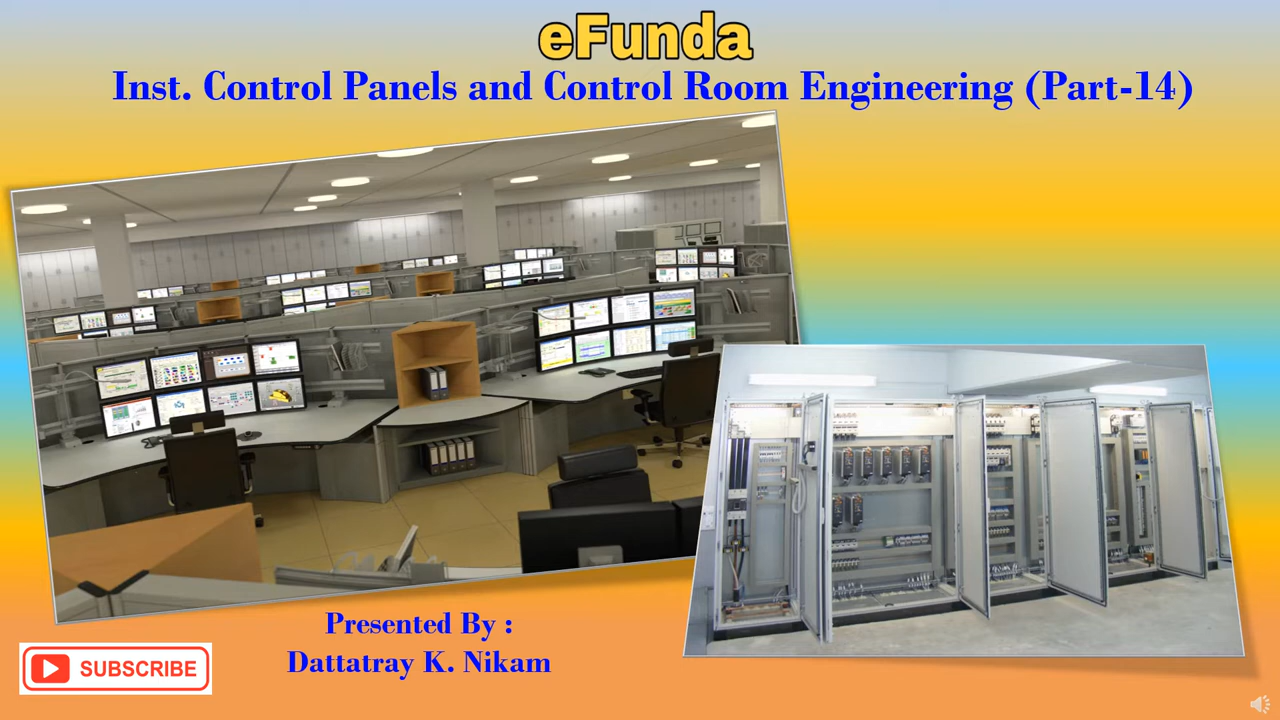 eFunda
Inst. Control Panels and Control Room Engineering (Part-14)
Presented By :
Dattatray K. Nikam
SUBSCRIBE